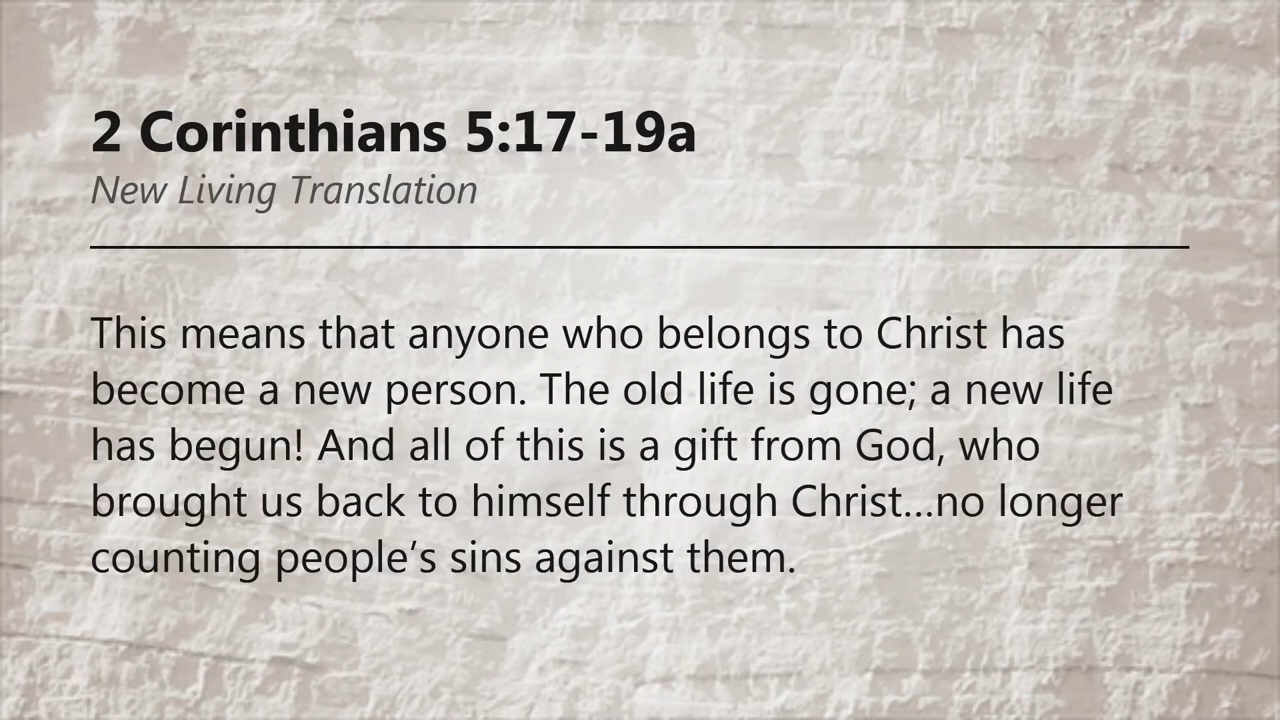 2 Corinthians 5:17-19a
New Living Translation
This means that anyone who belongs to Christ has
become a new person. The old life is gone; a new life
has begun! And all of this is a gift from God, who
brought us back to himself through Christ…no longer
counting people’s sins against them.